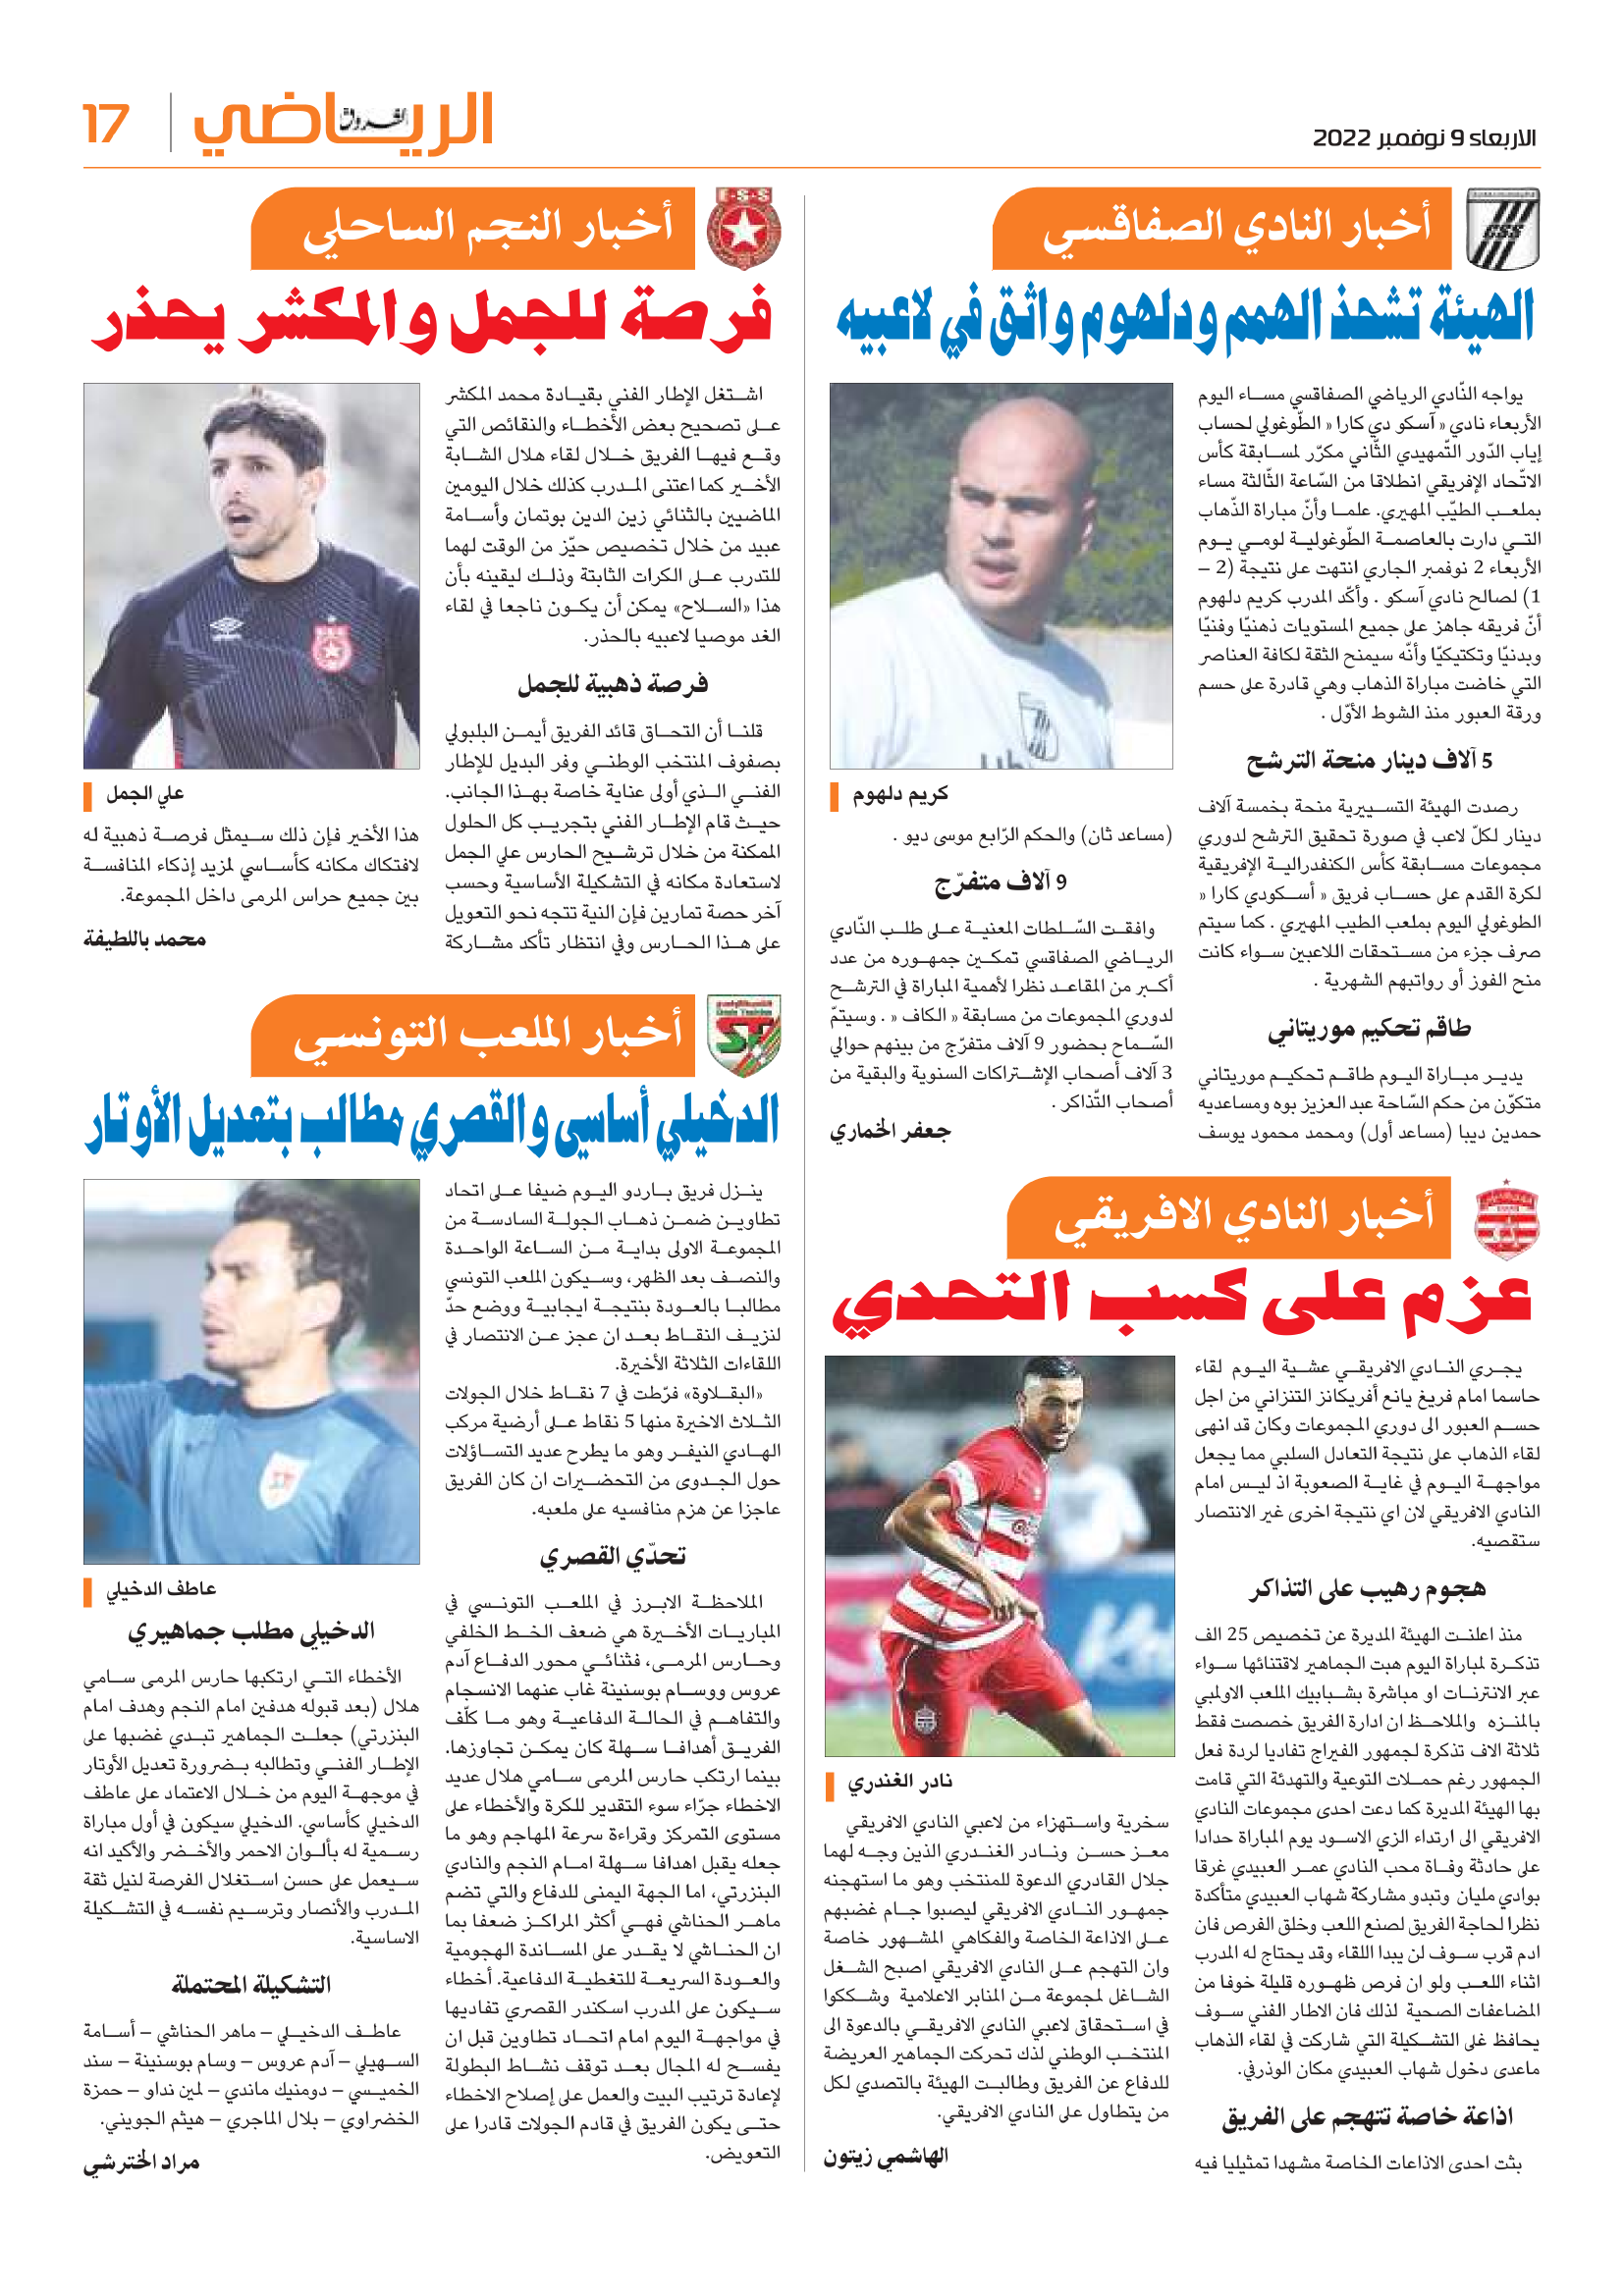 الاربعاء 9 نوفمبر 2022
الرياضي
الشروق
17
أخبار النادي الصفاقسي
CSS
الهيئة تشحذ الهمم ودلهوم واثق في لاعبيه
يواجه النّادي الرياضي الصفاقسي مساء اليوم
الأربعاء نادي « آسكو دي كارا « الطّوغولي لحساب
إياب الدّور التّمهيدي الثّاني مكرّر لمسابقة كأس
الاتّحاد الإفريقي انطلاقا من السّاعة الثّالثة مساء
بملعب الطيّب المهيري. علما وأنّ مباراة الذّهاب
التي دارت بالعاصمة الطّوغولية لومي يوم
الأربعاء 2 نوفمبر الجاري انتهت على نتيجة (2 –
1) لصالح نادي آسكو . وأكّد المدرب كريم دلهوم
أنّ فريقه جاهز على جميع المستويات ذهنيّا وفنيّا
وبدنيّا وتكتيكيّا وأنّه سيمنح الثقة لكافة العناصر
التي خاضت مباراة الذهاب وهي قادرة على حسم
ورقة العبور منذ الشوط الأوّل .
5 آلاف دينار منحة الترشح
رصدت الهيئة التسييرية منحة بخمسة آلاف
دينار لكلّ لاعب في صورة تحقيق الترشح لدوري
مجموعات مسابقة كأس الكنفدرالية الإفريقية
لكرة القدم على حساب فريق « أسكودي كارا «
الطوغولي اليوم بملعب الطيب المهيري . كما سيتم
صرف جزء من مستحقات اللاعبين سواء كانت
منح الفوز أو رواتبهم الشهرية .
طاقم تحكيم موريتاني
يدير مباراة اليوم طاقم تحكيم موريتاني
متكوّن من حكم السّاحة عبد العزيز بوه ومساعديه
حمدين ديبا (مساعد أول) ومحمد محمود يوسف
كريم دلهوم
(مساعد ثان) والحكم الرّابع موسى ديو .
9 آلاف متفرّج
وافقت السّلطات المعنية على طلب النّادي
الرياضي الصفاقسي تمكين جمهوره من عدد
أكبر من المقاعد نظرا لأهمية المباراة في الترشح
لدوري المجموعات من مسابقة « الكاف « . وسيتمّ
السّماح بحضور 9 آلاف متفرّج من بينهم حوالي
3 آلاف أصحاب الإشتراكات السنوية والبقية من
أصحاب التّذاكر .
جعفر الخماري
أخبار النادي الافريقي
عزم على كسب التحدي
يجري النادي الافريقي عشية اليوم لقاء
حاسما امام فريغ يانع أفريكانز التنزاني من اجل
حسم العبور الى دوري المجموعات وكان قد انهى
لقاء الذهاب على نتيجة التعادل السلبي مما يجعل
مواجهة اليوم في غاية الصعوبة اذ ليس امام
النادي الافريقي لان اي نتيجة اخرى غير الانتصار
ستقصيه.
هجوم رهيب على التذاكر
منذ اعلنت الهيئة المديرة عن تخصيص 25 الف
تذكرة لمباراة اليوم هبت الجماهير لاقتنائها سواء
عبر الانترنات او مباشرة بشبابيك الملعب الاولمبي
بالمنزه والملاحظ ان ادارة الفريق خصصت فقط
ثلاثة الاف تذكرة لجمهور الفيراج تفاديا لردة فعل
الجمهور رغم حملات التوعية والتهدئة التي قامت
بها الهيئة المديرة كما دعت احدى مجموعات النادي
الافريقي الى ارتداء الزي الاسود يوم المباراة حدادا
على حادثة وفاة محب النادي عمر العبيدي غرقا
بوادي مليان وتبدو مشاركة شهاب العبيدي متأكدة
نظرا لحاجة الفريق لصنع اللعب وخلق الفرص فان
ادم قرب سوف لن يبدا اللقاء وقد يحتاج له المدرب
اثناء اللعب ولو ان فرص ظهوره قليلة خوفا من
المضاعفات الصحية لذلك فان الاطار الفني سوف
يحافظ غلى التشكيلة التي شاركت في لقاء الذهاب
ماعدى دخول شهاب العبيدي مكان الوذرفي.
اذاعة خاصة تتهجم على الفريق
بثت احدى الاذاعات الخاصة مشهدا تمثيليا فيه
نادر الغندري
سخرية واستهزاء من لاعبي النادي الافريقي
معز حسن ونادر الغندري الذين وجه لهما
جلال القادري الدعوة للمنتخب وهو ما استهجنه
جمهور النادي الافريقي ليصبوا جام غضبهم
على الاذاعة الخاصة والفكاهي المشهور خاصة
وان التهجم على النادي الافريقي اصبح الشغل
الشاغل لمجموعة من المنابر الاعلامية وشككوا
في استحقاق لاعبي النادي الافريقي بالدعوة الى
المنتخب الوطني لذك تحركت الجماهير العريضة
للدفاع عن الفريق وطالبت الهيئة بالتصدي لكل
من يتطاول على النادي الافريقي.
الهاشمي زيتون
أخبار النجم الساحلي
E·S·S
فرصة للجمل والمكشر يحذر
اشتغل الإطار الفني بقيادة محمد المكشر
على تصحيح بعض الأخطاء والنقائص التي
وقع فيها الفريق خلال لقاء هلال الشابة
الأخير كما اعتنى المدرب كذلك خلال اليومين
الماضيين بالثنائي زين الدين بوتمان وأسامة
عبيد من خلال تخصيص حيّز من الوقت لهما
للتدرب على الكرات الثابتة وذلك ليقينه بأن
هذا «السلاح» يمكن أن يكون ناجعا في لقاء
الغد موصيا لاعبيه بالحذر.
فرصة ذهبية للجمل
قلنا أن التحاق قائد الفريق أيمن البلبولي
بصفوف المنتخب الوطني وفر البديل للإطار
الفني الذي أولى عناية خاصة بهذا الجانب.
حيث قام الإطار الفني بتجريب كل الحلول
الممكنة من خلال ترشيح الحارس علي الجمل
لاستعادة مكانه في التشكيلة الأساسية وحسب
آخر حصة تمارين فإن النية تتجه نحو التعويل
على هذا الحارس وفي انتظار تأكد مشاركة
علي الجمل
هذا الأخير فإن ذلك سيمثل فرصة ذهبية له
لافتكاك مكانه كأساسي لمزيد إذكاء المنافسة
بين جميع حراس المرمى داخل المجموعة.
محمد باللطيفة
أخبار الملعب التونسي
ST
الدخيلي أساسي والقصري مطالب بتعديل الأوتار
ينزل فريق باردو اليوم ضيفا على اتحاد
تطاوين ضمن ذهاب الجولة السادسة من
المجموعة الاولى بداية من الساعة الواحدة
والنصف بعد الظهر، وسيكون الملعب التونسي
مطالبا بالعودة بنتيجة ايجابية ووضع حدّ
لنزيف النقاط بعد ان عجز عن الانتصار في
اللقاءات الثلاثة الأخيرة.
«البقلاوة» فرّطت في 7 نقاط خلال الجولات
الثلاث الاخيرة منها 5 نقاط على أرضية مركب
الهادي النيفر وهو ما يطرح عديد التساؤلات
حول الجدوى من التحضيرات ان كان الفريق
عاجزا عن هزم منافسيه على ملعبه.
تحدّي القصري
الملاحظة الابرز في الملعب التونسي في
المباريات الأخيرة هي ضعف الخط الخلفي
وحارس المرمى، فثنائي محور الدفاع آدم
عروس ووسام بوسنينة غاب عنهما الانسجام
والتفاهم في الحالة الدفاعية وهو ما كلّف
الفريق أهدافا سهلة كان يمكن تجاوزها.
بينما ارتكب حارس المرمى سامي هلال عديد
الاخطاء جرّاء سوء التقدير للكرة والأخطاء على
مستوى التمركز وقراءة سرعة المهاجم وهو ما
جعله يقبل اهدافا سهلة امام النجم والنادي
البنزرتي، اما الجهة اليمنى للدفاع والتي تضم
ماهر الحناشي فهي أكثر المراكز ضعفا بما
ان الحناشي لا يقدر على المساندة الهجومية
والعودة السريعة للتغطية الدفاعية. أخطاء
سيكون على المدرب اسكندر القصري تفاديها
في مواجهة اليوم امام اتحاد تطاوين قبل ان
يفسح له المجال بعد توقف نشاط البطولة
لإعادة ترتيب البيت والعمل على إصلاح الاخطاء
حتى يكون الفريق في قادم الجولات قادرا على
التعويض.
عاطف الدخيلي
الدخيلي مطلب جماهيري
الأخطاء التي ارتكبها حارس المرمى سامي
هلال (بعد قبوله هدفين امام النجم وهدف امام
البنزرتي) جعلت الجماهير تبدي غضبها على
الإطار الفني وتطالبه بضرورة تعديل الأوتار
في موجهة اليوم من خلال الاعتماد على عاطف
الدخيلي كأساسي. الدخيلي سيكون في أول مباراة
رسمية له بألوان الاحمر والأخضر والأكيد انه
سيعمل على حسن استغلال الفرصة لنيل ثقة
المدرب والأنصار وترسيم نفسه في التشكيلة
الاساسية.
التشكيلة المحتملة
عاطف الدخيلي – ماهر الحناشي – أسامة
السهيلي – آدم عروس – وسام بوسنينة – سند
الخميسي – دومنيك ماندي – لمين نداو – حمزة
الخضراوي – بلال الماجري – هيثم الجويني.
مراد الخترشي